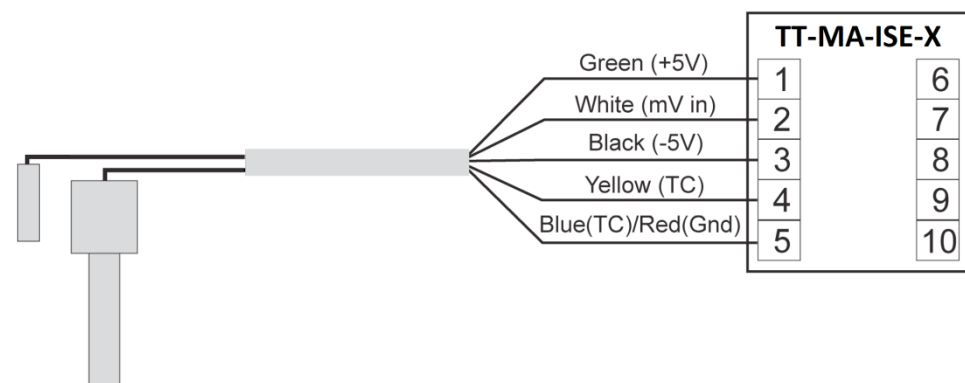 TT-MA-ISE-X
Green (+5V)
1
6
White (mV in)
2
7
Black (-5V)
3
8
Yellow (TC)
4
9
Blue(TC)/Red(Gnd)
5
10